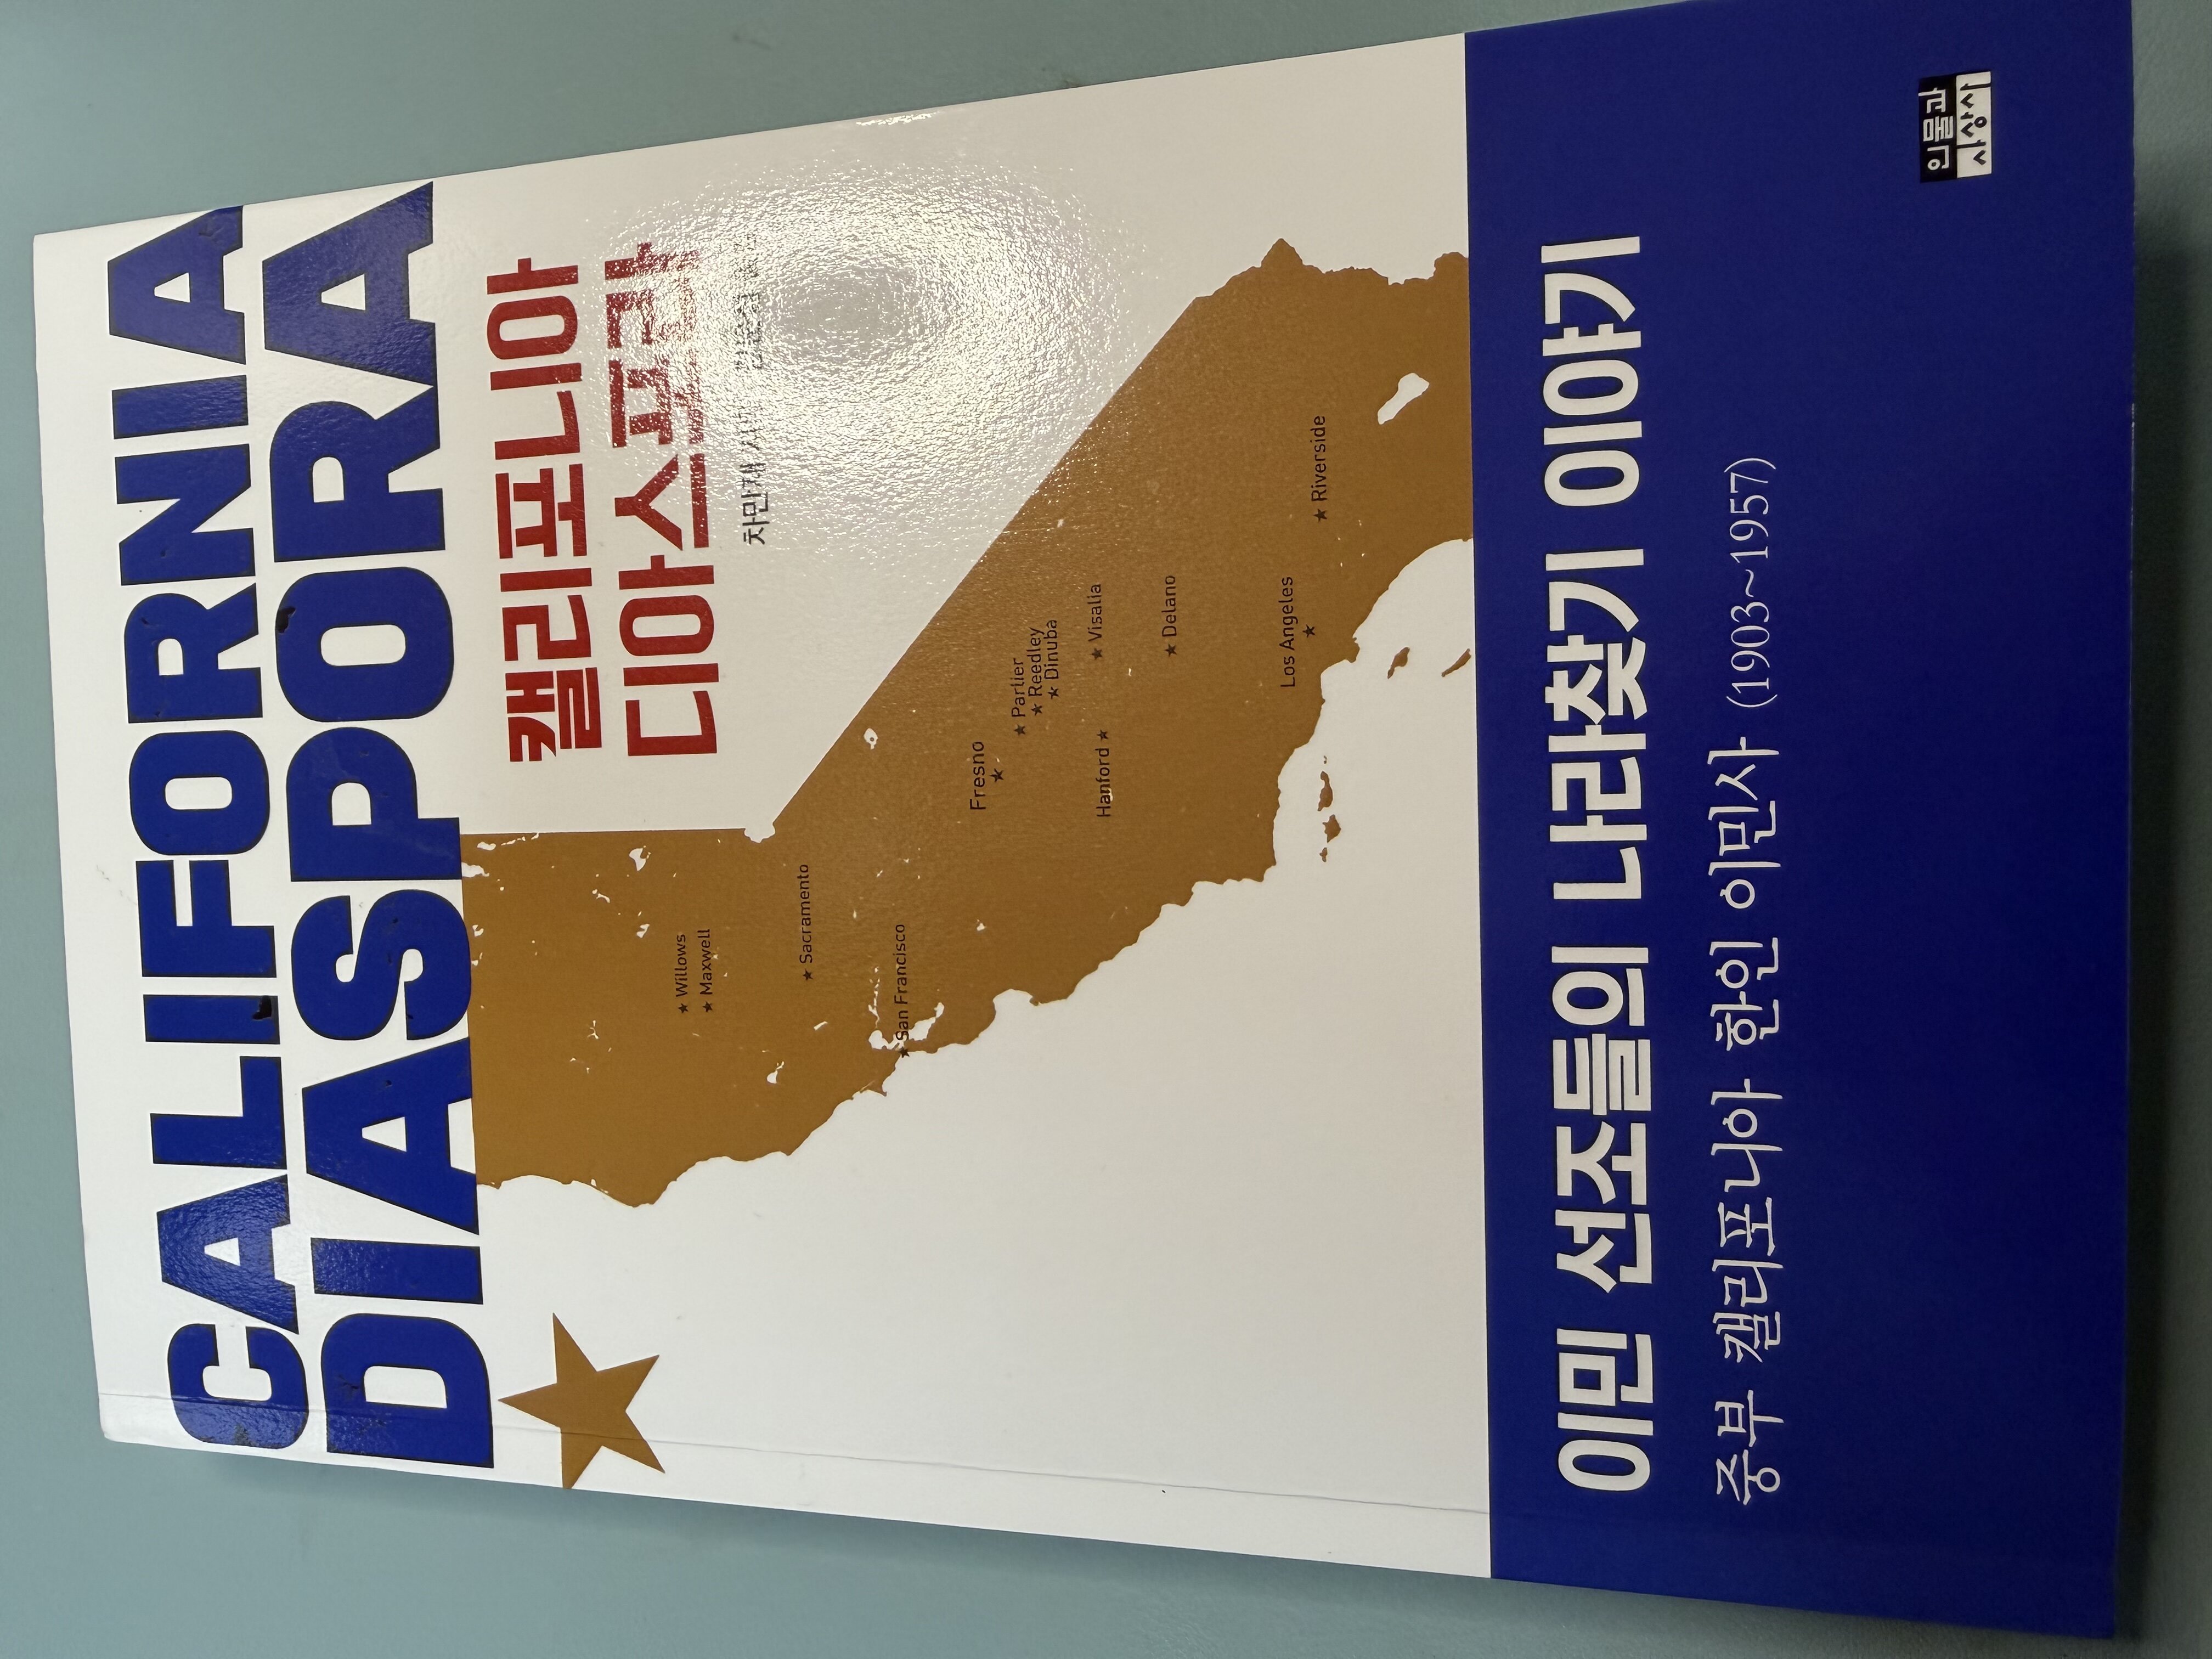 CALIFORNIA
DIASPORA
캘리포니아
디아스포라
차만재
Willows
Maxwell
Sacramento
San Francisco
Fresno
Parlier
Reedley
Dinuba
Visalia
Hanford
Delano
Los Angeles
Riverside
이민 선조들의 나라찾기 이야기
중부 캘리포니아 한인 이민사 (1903~1957)
인물과
사상사